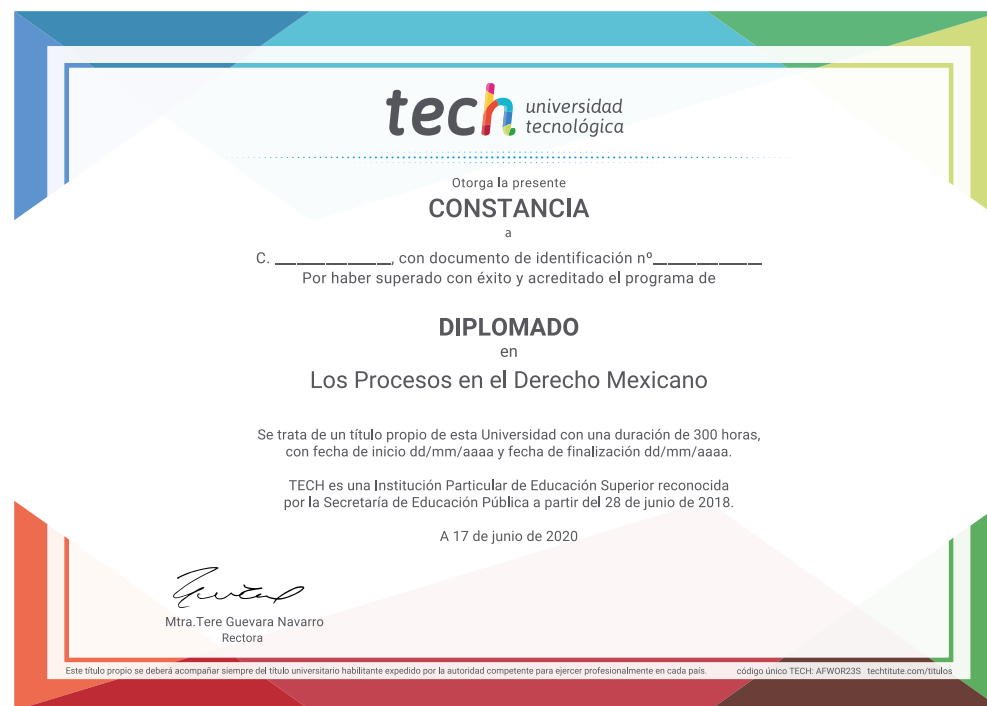 tech universidad
tecnológica
Otorga la presente
CONSTANCIA
a
C. ______________, con documento de identificación nº_____________
Por haber superado con éxito y acreditado el programa de
DIPLOMADO
en
Los Procesos en el Derecho Mexicano
Se trata de un título propio de esta Universidad con una duración de 300 horas,
con fecha de inicio dd/mm/aaaa y fecha de finalización dd/mm/aaaa.
TECH es una Institución Particular de Educación Superior reconocida
por la Secretaría de Educación Pública a partir del 28 de junio de 2018.
A 17 de junio de 2020
Mtra.Tere Guevara Navarro
Rectora
Este título propio se deberá acompañar siempre del título universitario habilitante expedido por la autoridad competente para ejercer profesionalmente en cada país. código único TECH: AFWOR23S techtitute.com/titulos